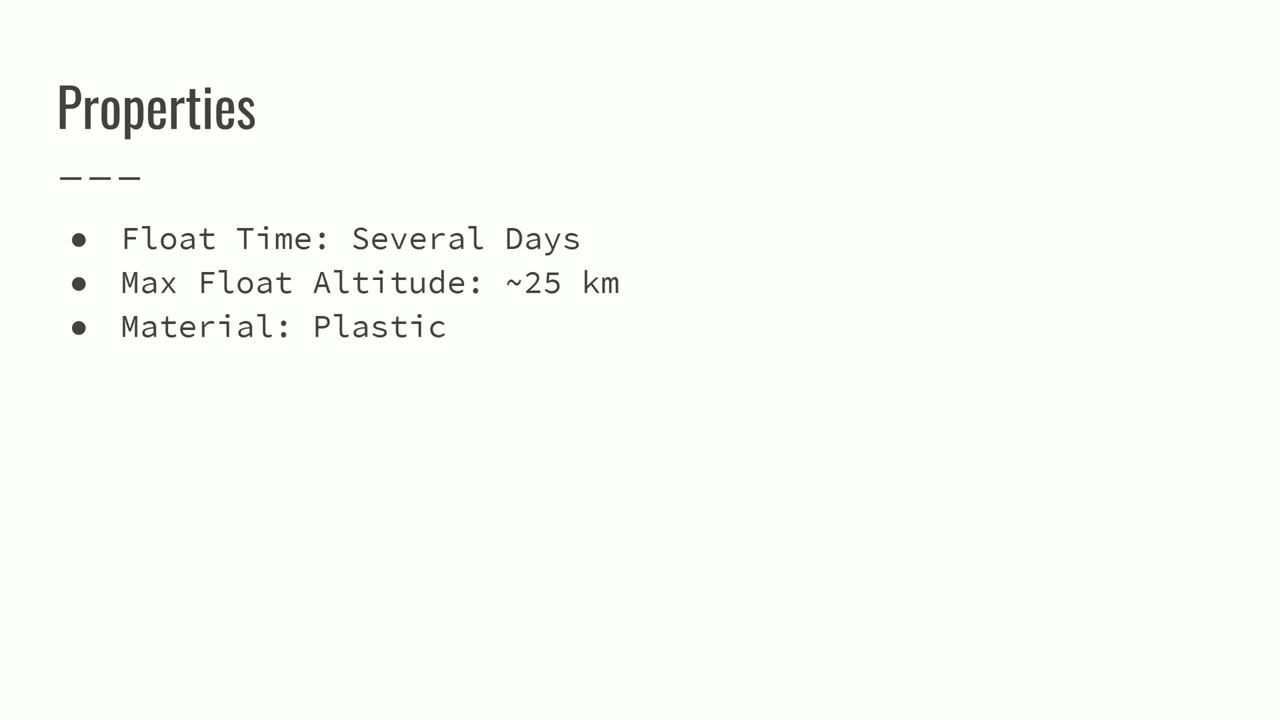 Properties
● Float Time: Several Days
● Max Float Altitude: ~25 km
● Material: Plastic